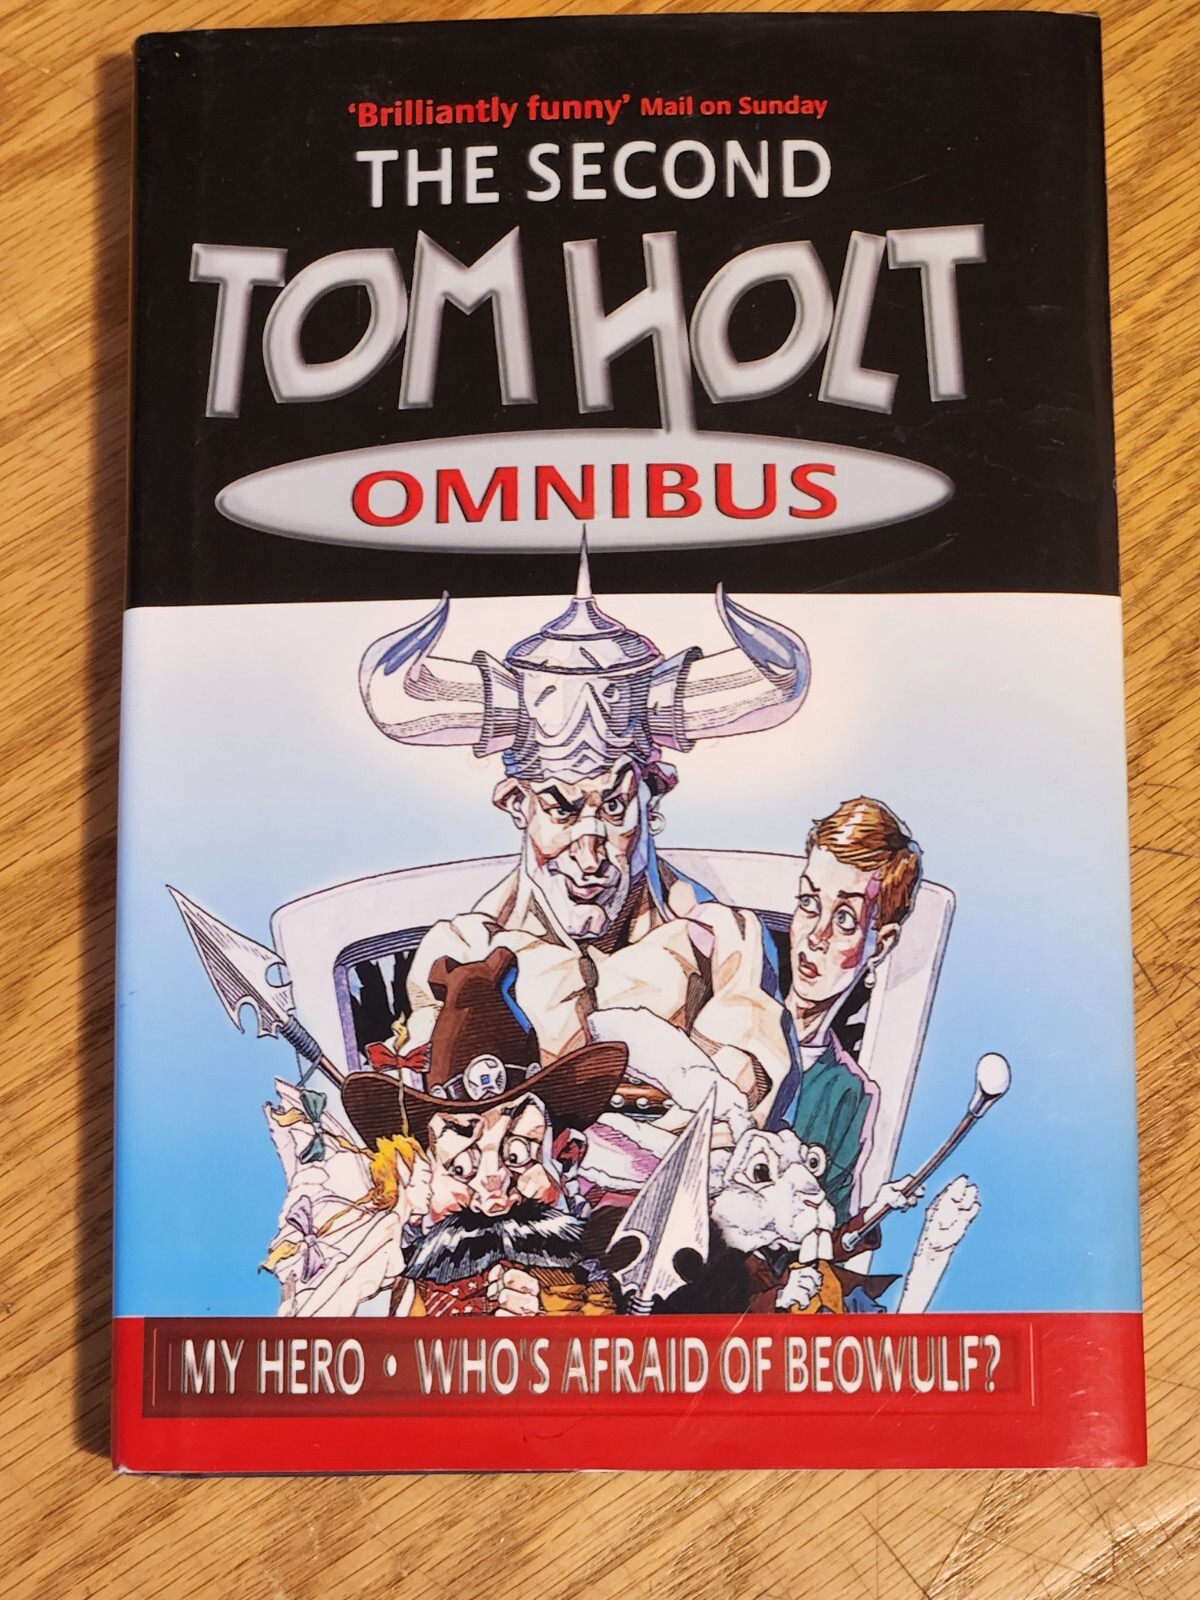 ‘Brilliantly funny’ Mail on Sunday
THE SECOND
TOM HOLT
OMNIBUS
MY HERO • WHO'S AFRAID OF BEOWULF?